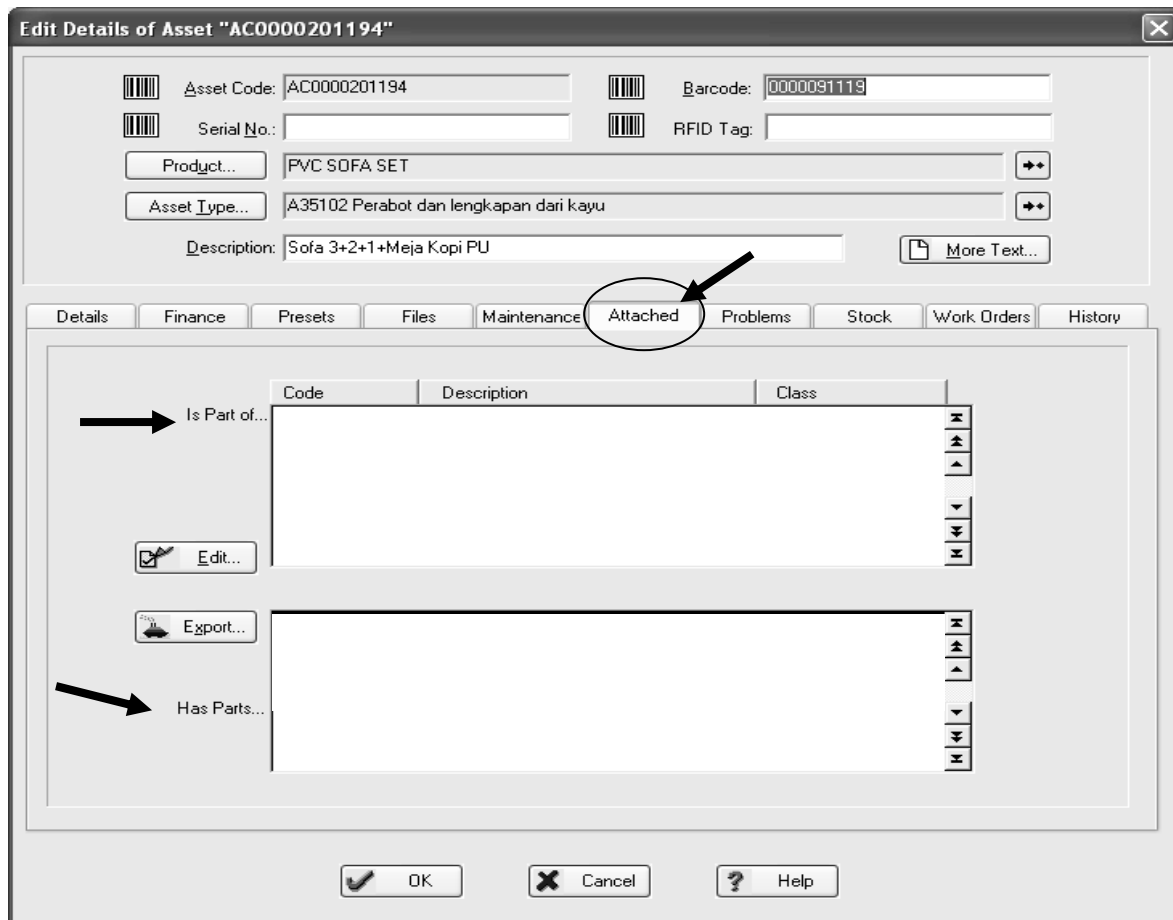 Edit Details of Asset "AC0000201194"
Asset Code: AC0000201194 Barcode: 0000091119
Serial No.: RFID Tag:
Product... PVC SOFA SET
Asset Type... A35102 Perabot dan lengkapan dari kayu
Description: Sofa 3+2+1+Meja Kopi PU More Text...
Details Finance Presets Files Maintenance Attached Problems Stock Work Orders History
Code Description Class
Is Part of...
Edit...
Export...
Has Parts...
OK Cancel Help